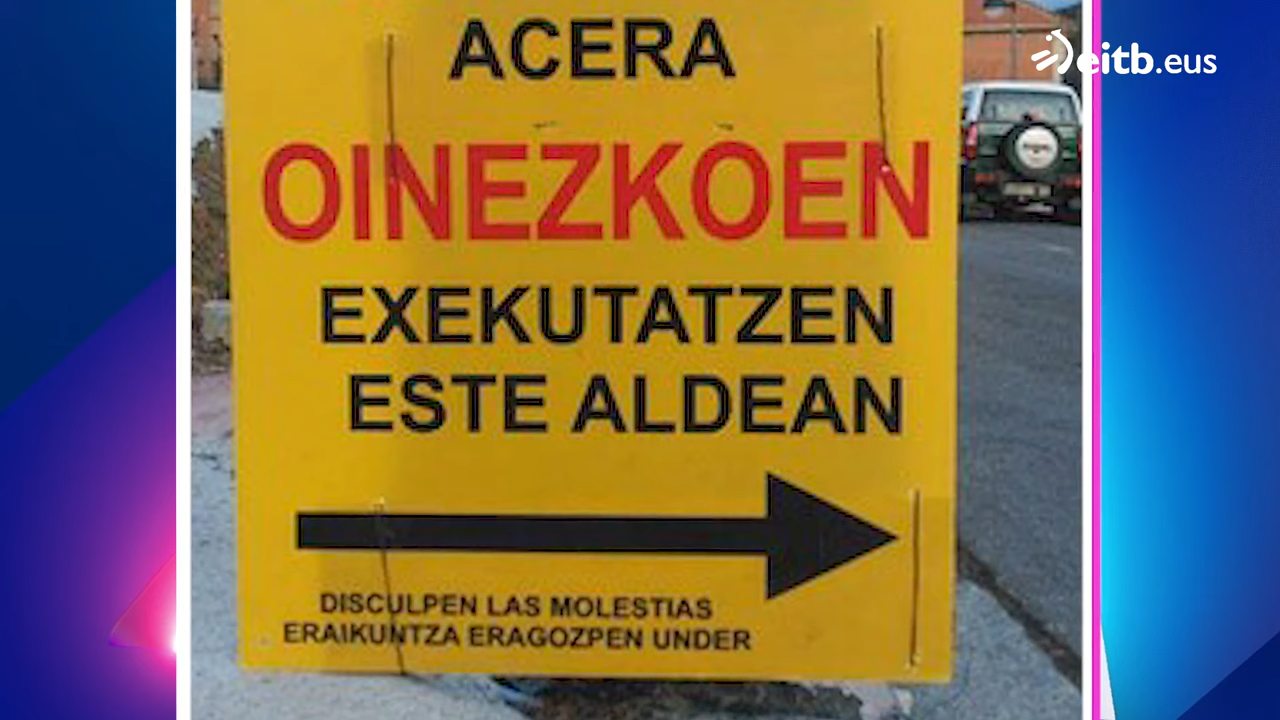 ACERA
OINEZKOEN
EXEKUTATZEN
ESTE ALDEAN
DISCULPEN LAS MOLESTIAS
ERAIKUNTZA ERAGOZPEN UNDER
eitb.eus